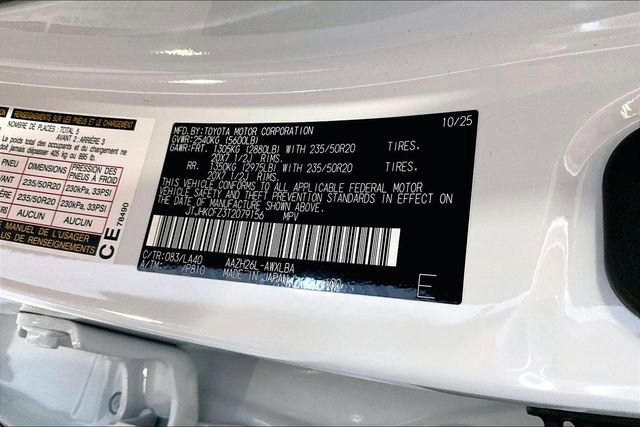 RENSEIGNEMENTS SUR LE PNEU ET LE CHARGEMENT
NOMBRE DE PLACES: TOTAL 5
AVANT 2: ARRIÈRE 3
total des occupants et du chargement
doit jamais dépasser 405 kg ou 895 lb.
PNEU DIMENSIONS PRESSION DES PNEUS À FROID
235/50R20 230kPa, 33PSI
235/50R20 230kPa, 33PSI
AUCUN AUCUN
MANUEL DE L'USAGER
PLUS DE RENSEIGNEMENTS
CE
78490
10/25
MFD.BY:TOYOTA MOTOR CORPORATION
GVWR:2540KG (5600LB)
GAWR:FRT. 1305KG (2880LB) WITH 235/50R20 TIRES.
20X7 1/2J RIMS.
RR. 1350KG (2975LB) WITH 235/50R20 TIRES.
20X7 1/2J RIMS.
THIS VEHICLE CONFORMS TO ALL APPLICABLE FEDERAL MOTOR
VEHICLE SAFETY AND THEFT PREVENTION STANDARDS IN EFFECT ON
THE DATE OF MANUFACTURE SHOWN ABOVE.
JTJHKCFZ3T2079156 MPV
C/TR:083/LA40 AAZH26L-AWXLBA
A/TM: /P810 MADE IN JAPAN
E